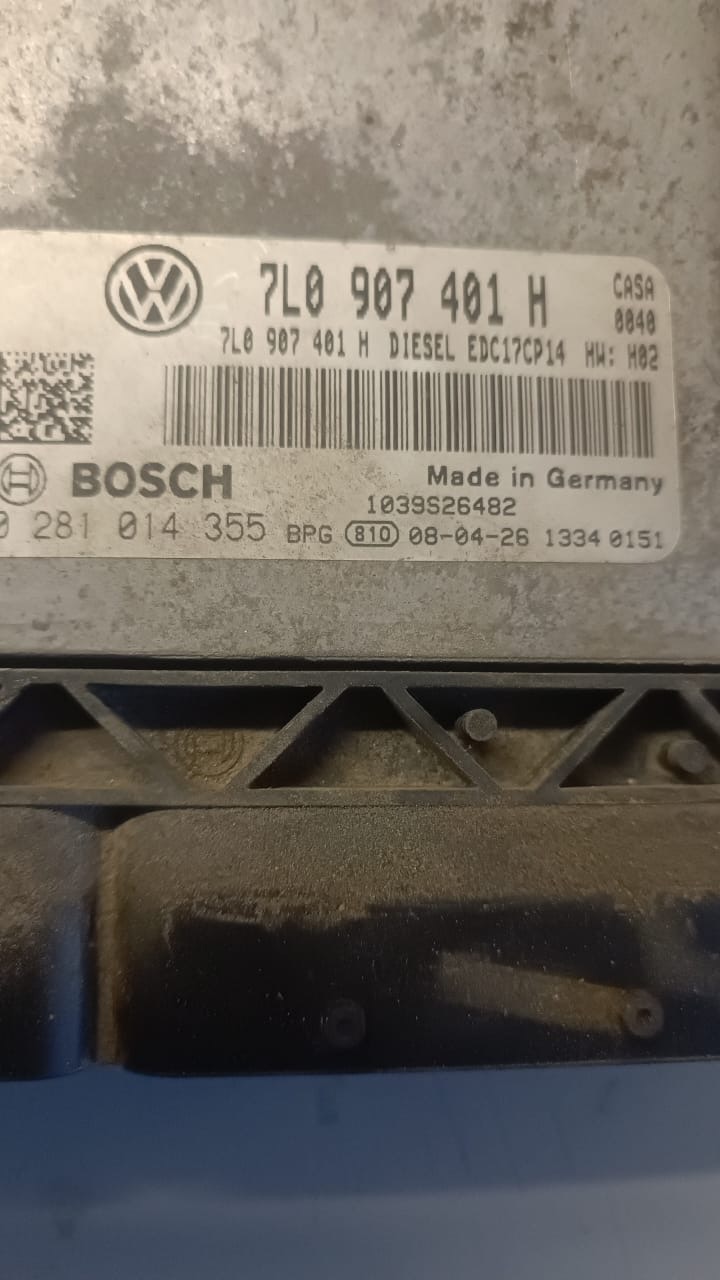 7L0 907 401 H
CASA
0040
7L0 907 401 H DIESEL EDC17CP14 HW: H02
BOSCH
Made in Germany
1039S26482
0 281 014 355 BPG 810 08-04-26 1334 0151